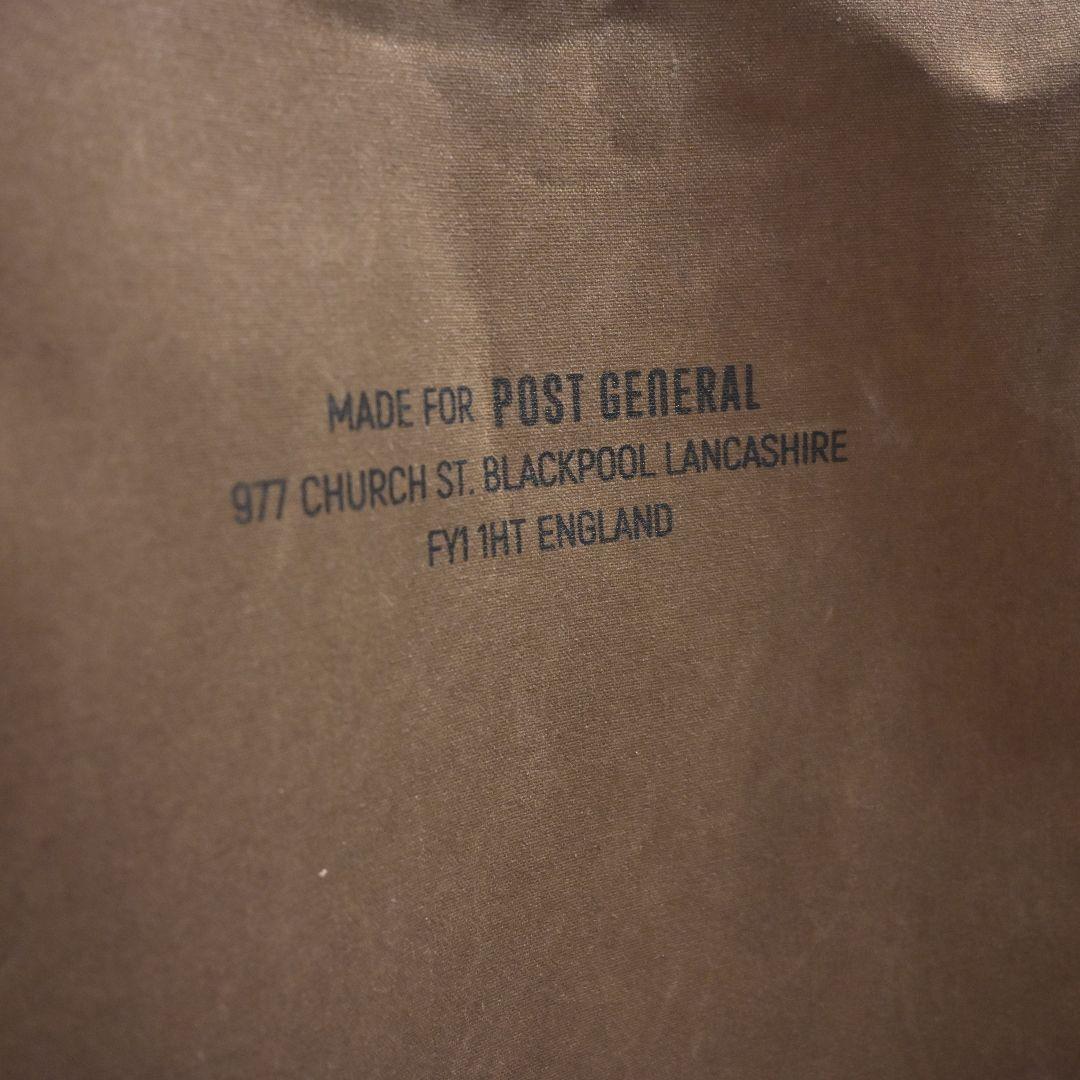 MADE FOR POST GENERAL
977 CHURCH ST. BLACKPOOL LANCASHIRE
FY1 1HT ENGLAND